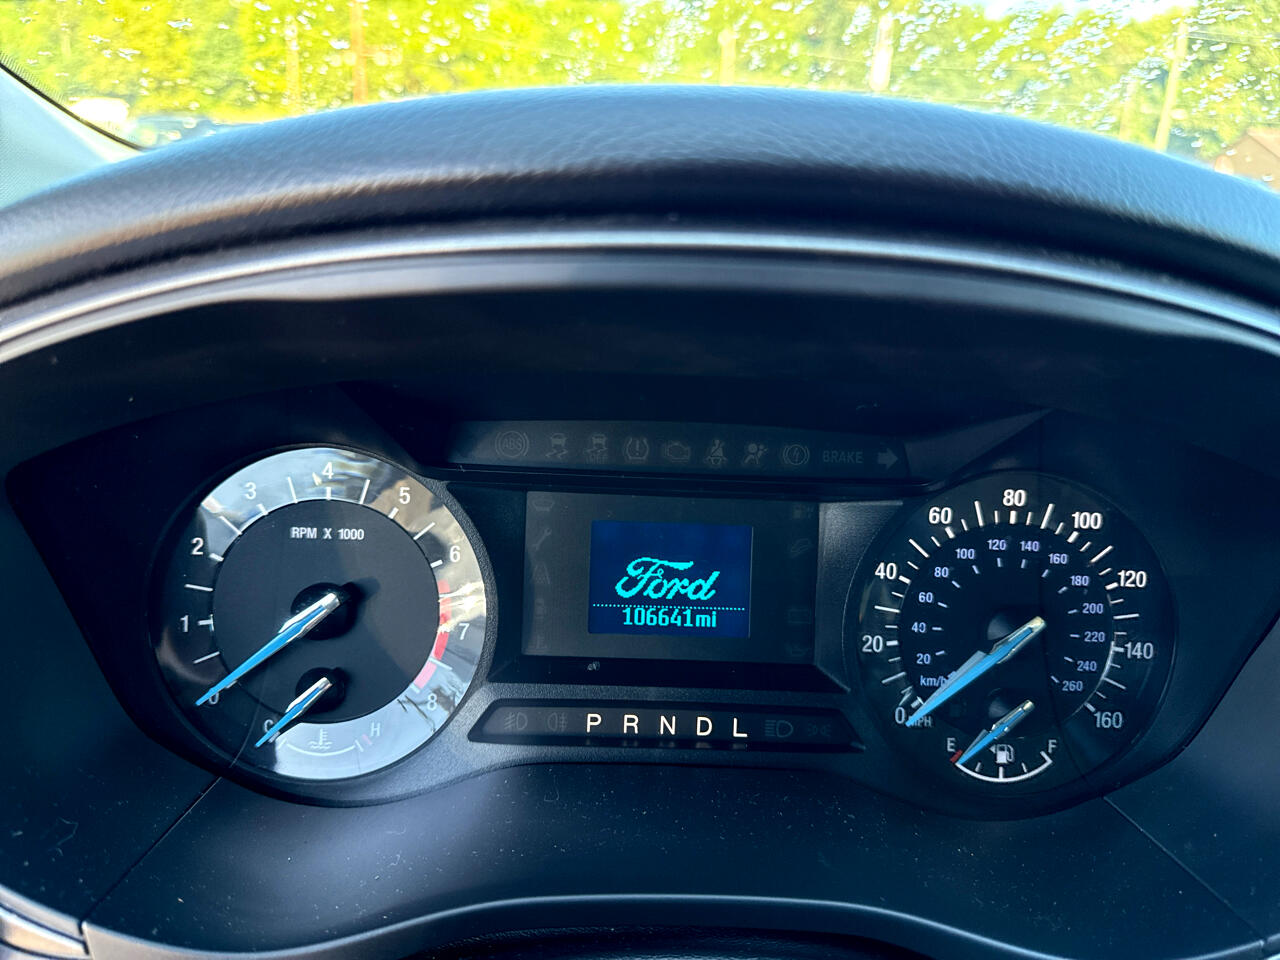 ABS
BRAKE
1 2 3 4 5 6 7 8
RPM X 1000
C H
Ford
106641mi
P R N D L
0 20 40 60 80 100 120 140 160
MPH
20 40 60 80 100 120 140 160 180 200 220 240 260
km/h
E F